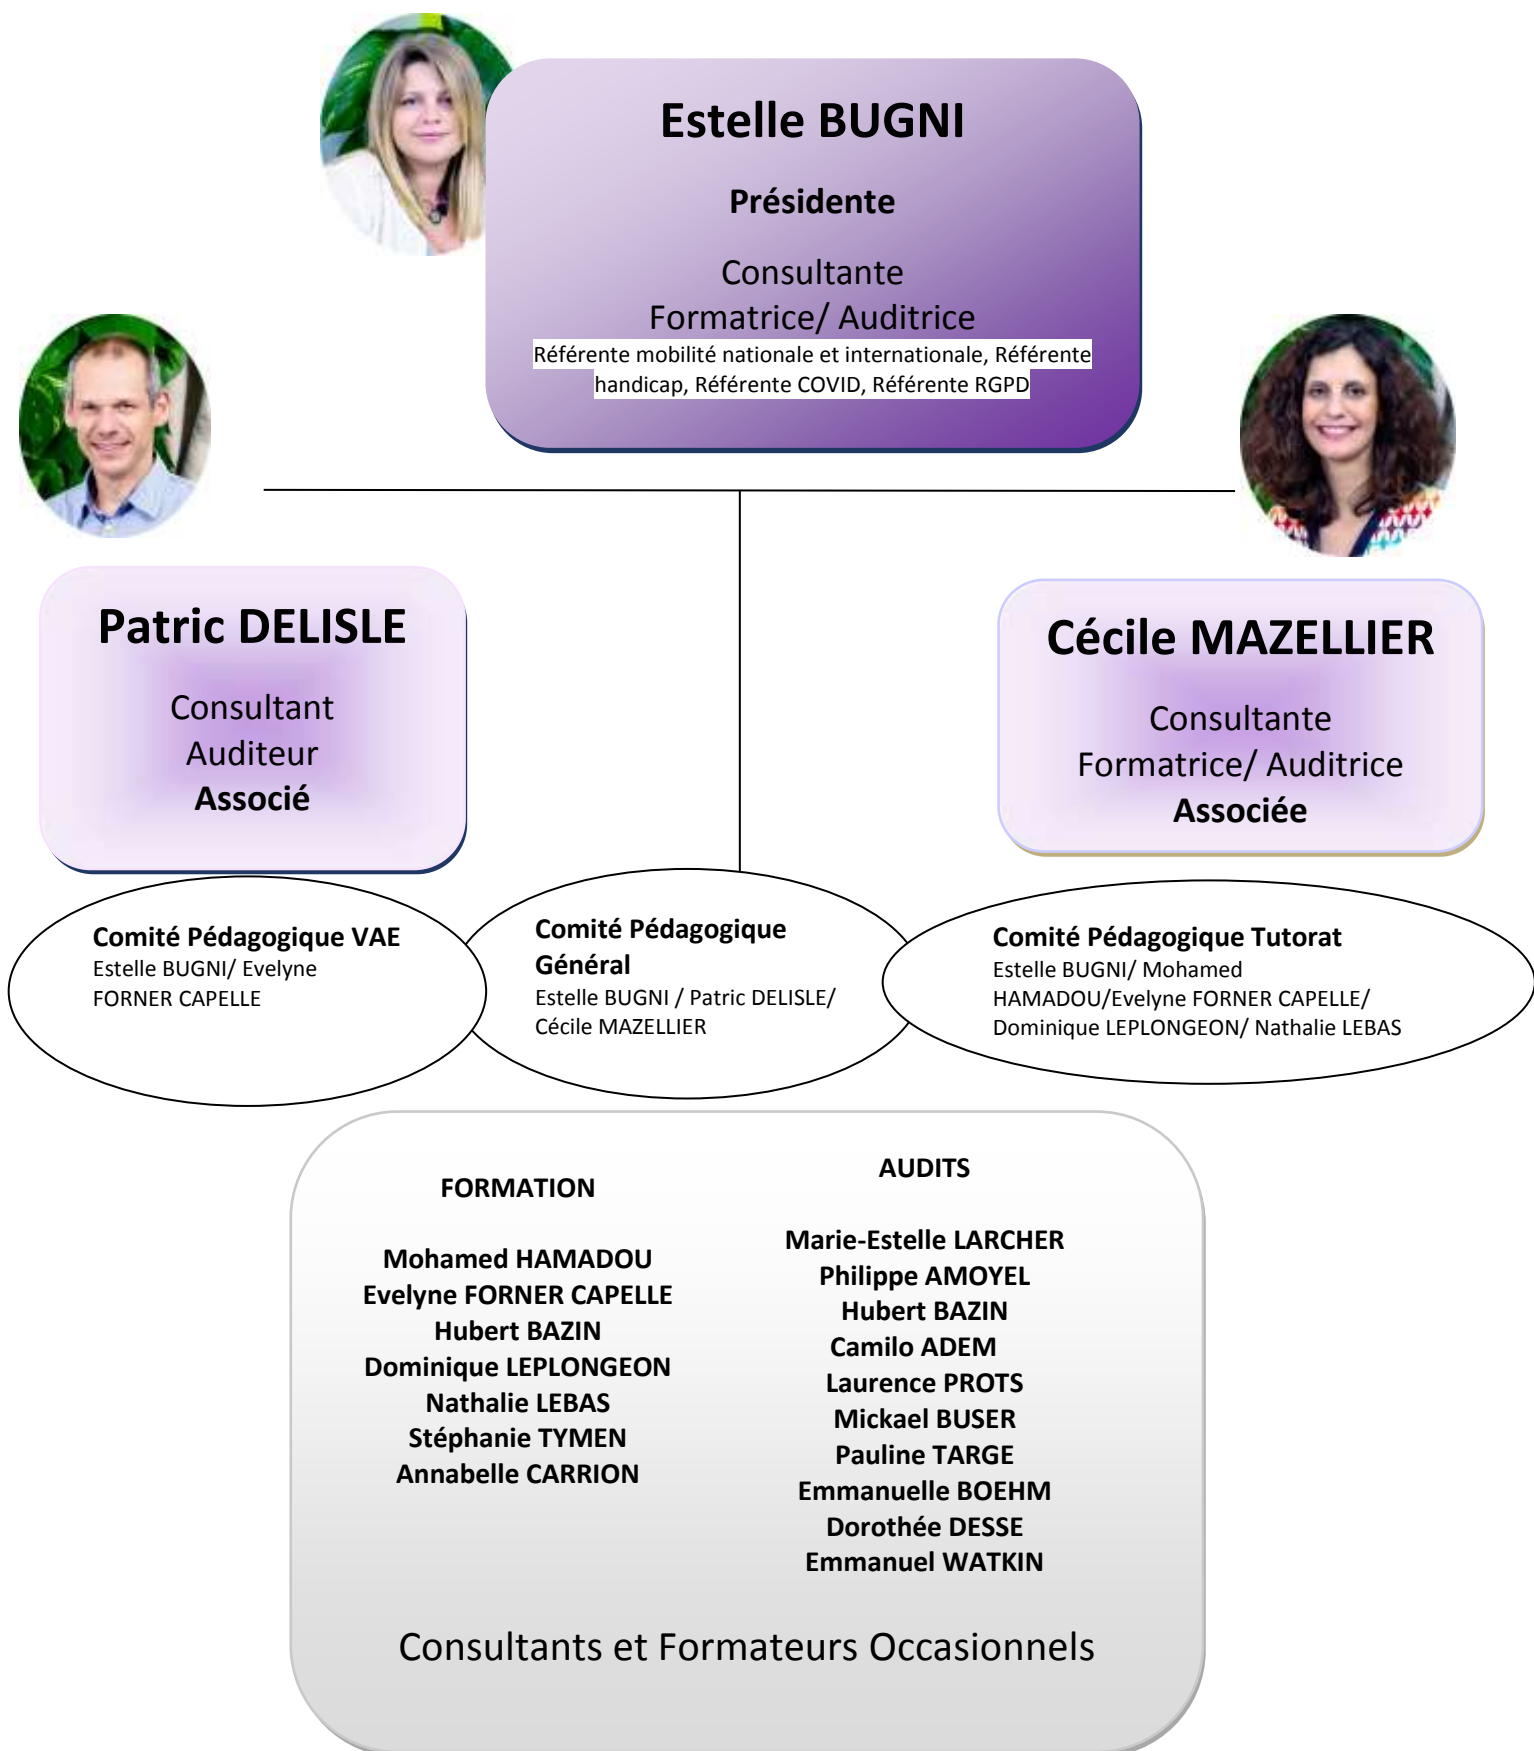 Estelle BUGNI
Présidente
Consultante
Formatrice/ Auditrice
Référente mobilité nationale et internationale, Référente
handicap, Référente COVID, Référente RGPD
Patric DELISLE
Consultant
Auditeur
Associé
Cécile MAZELLIER
Consultante
Formatrice/ Auditrice
Associée
Comité Pédagogique VAE
Estelle BUGNI/ Evelyne
FORNER CAPELLE
Comité Pédagogique
Général
Estelle BUGNI / Patric DELISLE/
Cécile MAZELLIER
Comité Pédagogique Tutorat
Estelle BUGNI/ Mohamed
HAMADOU/Evelyne FORNER CAPELLE/
Dominique LEPLONGEON/ Nathalie LEBAS
FORMATION
Mohamed HAMADOU
Evelyne FORNER CAPELLE
Hubert BAZIN
Dominique LEPLONGEON
Nathalie LEBAS
Stéphanie TYMEN
Annabelle CARRION
AUDITS
Marie-Estelle LARCHER
Philippe AMOYEL
Hubert BAZIN
Camilo ADEM
Laurence PROTS
Mickael BUSER
Pauline TARGE
Emmanuelle BOEHM
Dorothée DESSE
Emmanuel WATKIN
Consultants et Formateurs Occasionnels